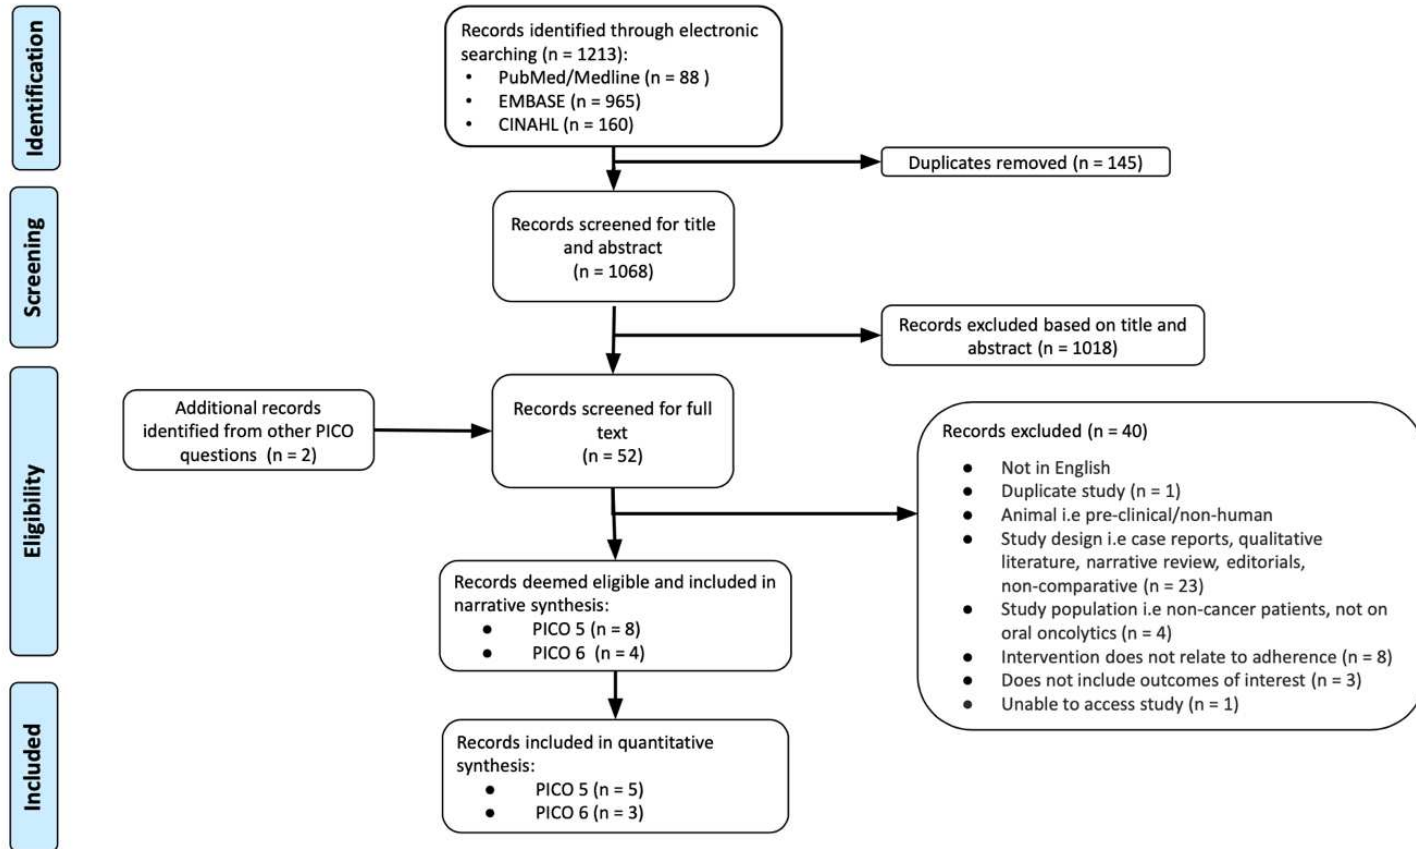 Identification
Records identified through electronic
searching (n = 1213):
• PubMed/Medline (n = 88 )
• EMBASE (n = 965)
• CINAHL (n = 160)
Duplicates removed (n = 145)
Screening
Records screened for title
and abstract
(n = 1068)
Records excluded based on title and
abstract (n = 1018)
Eligibility
Additional records
identified from other PICO
questions (n = 2)
Records screened for full
text
(n = 52)
Records excluded (n = 40)
● Not in English
● Duplicate study (n = 1)
● Animal i.e pre-clinical/non-human
● Study design i.e case reports, qualitative
literature, narrative review, editorials,
non-comparative (n = 23)
● Study population i.e non-cancer patients, not on
oral oncolytics (n = 4)
● Intervention does not relate to adherence (n = 8)
● Does not include outcomes of interest (n = 3)
● Unable to access study (n = 1)
Records deemed eligible and included in
narrative synthesis:
● PICO 5 (n = 8)
● PICO 6 (n = 4)
Included
Records included in quantitative
synthesis:
● PICO 5 (n = 5)
● PICO 6 (n = 3)